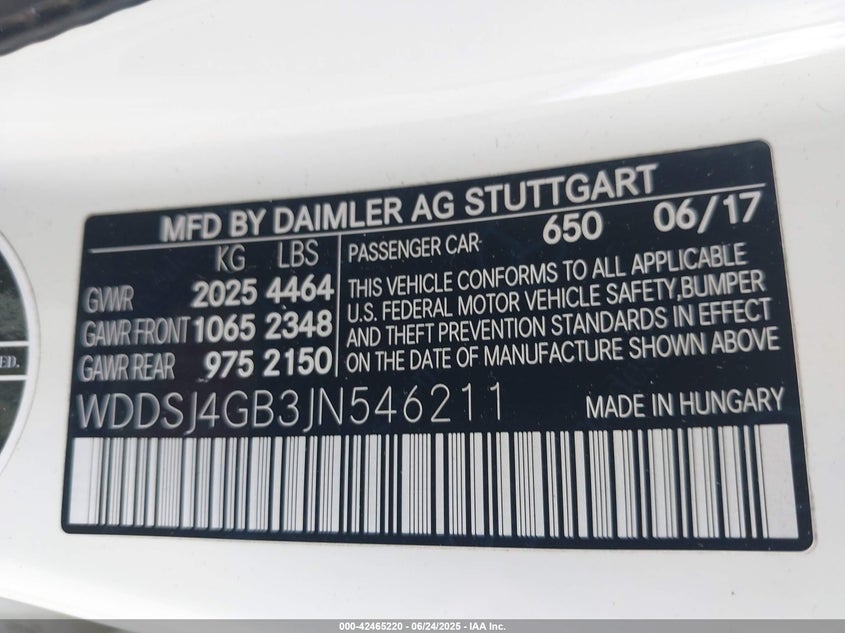 MFD BY DAIMLER AG STUTTGART
KG LBS
GVWR 2025 4464
GAWR FRONT 1065 2348
GAWR REAR 975 2150
PASSENGER CAR 650 06/17
THIS VEHICLE CONFORMS TO ALL APPLICABLE
U.S. FEDERAL MOTOR VEHICLE SAFETY,BUMPER
AND THEFT PREVENTION STANDARDS IN EFFECT
ON THE DATE OF MANUFACTURE SHOWN ABOVE
WDDSJ4GB3JN546211 MADE IN HUNGARY
ED.
000-42465220 - 06/24/2025 - IAA Inc.